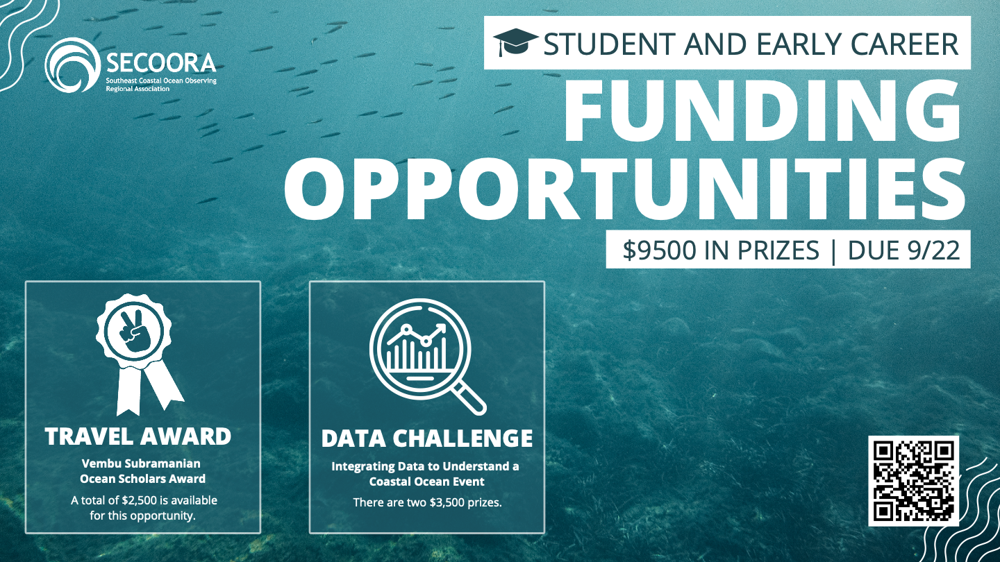 SECOORA
Southeast Coastal Ocean Observing
Regional Association
STUDENT AND EARLY CAREER
FUNDING
OPPORTUNITIES
$9500 IN PRIZES | DUE 9/22
TRAVEL AWARD
Vembu Subramanian
Ocean Scholars Award
A total of $2,500 is available
for this opportunity.
DATA CHALLENGE
Integrating Data to Understand a
Coastal Ocean Event
There are two $3,500 prizes.